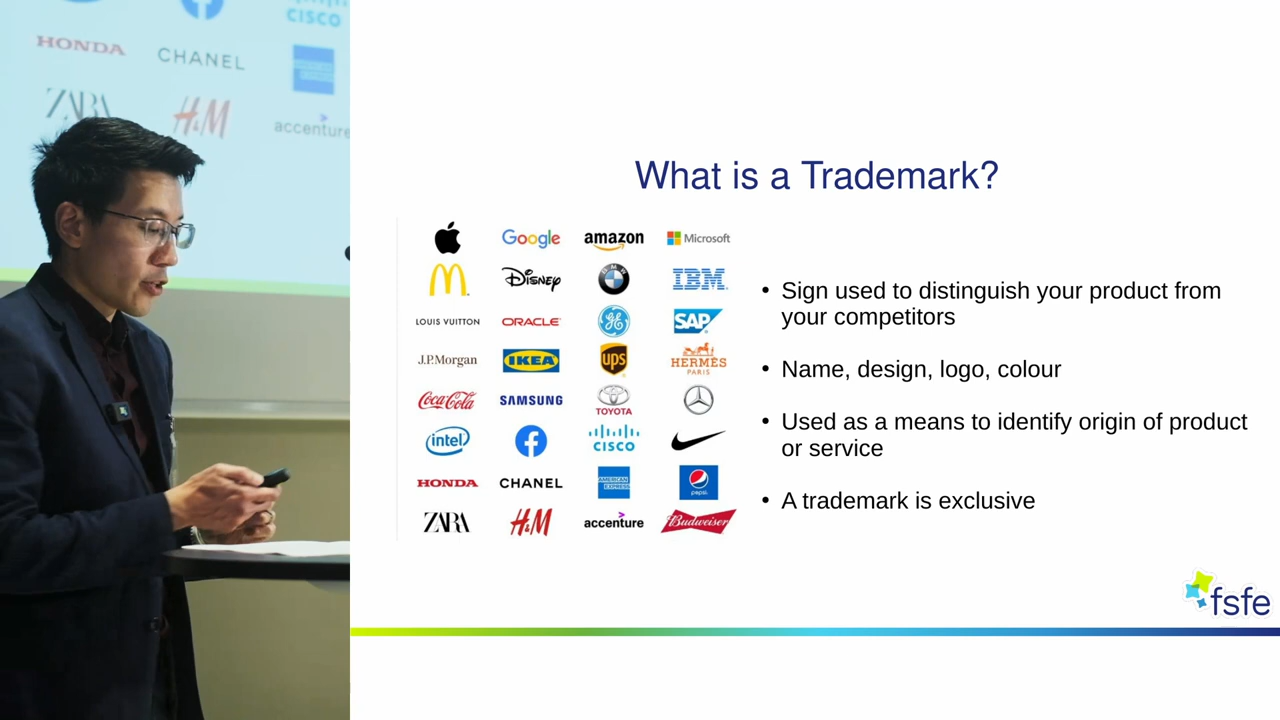 CISCO
HONDA
CHANEL
ZARA
H&M
accenture
What is a Trademark?
Google
amazon
Microsoft
Disney
BMW
IBM
LOUIS VUITTON
ORACLE
GE
SAP
J.P.Morgan
IKEA
ups
HERMÈS
PARIS
Coca-Cola
SAMSUNG
TOYOTA
intel
CISCO
HONDA
CHANEL
AMERICAN
EXPRESS
pepsi
ZARA
H&M
accenture
Budweiser
• Sign used to distinguish your product from
your competitors
• Name, design, logo, colour
• Used as a means to identify origin of product
or service
• A trademark is exclusive
fsfe